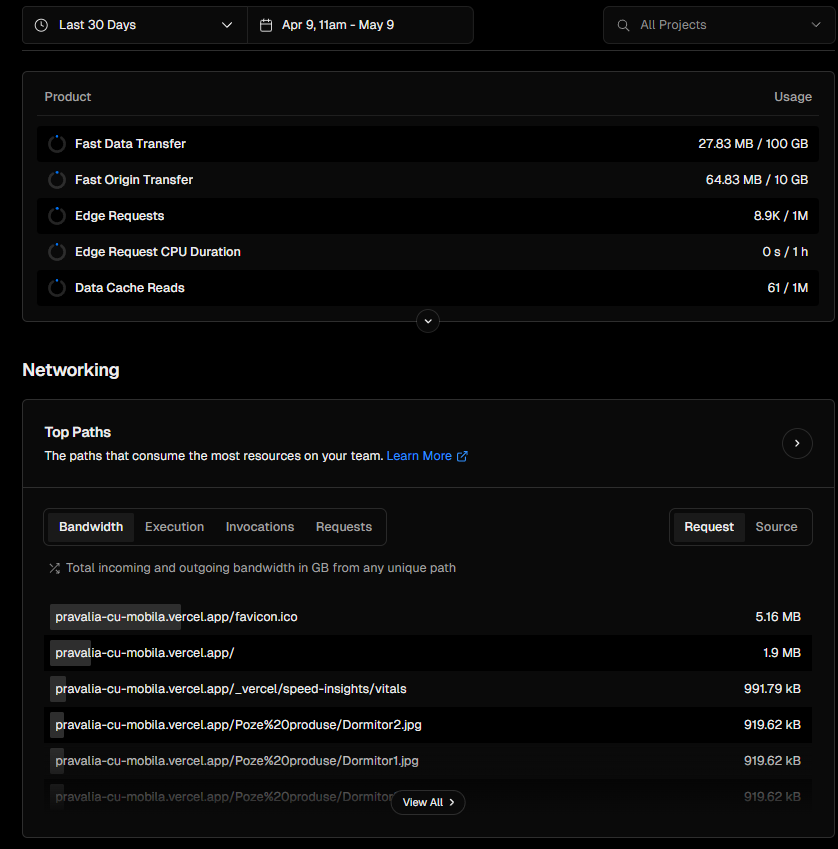 Last 30 Days Apr 9, 11am - May 9 All Projects
Product Usage
Fast Data Transfer 27.83 MB / 100 GB
Fast Origin Transfer 64.83 MB / 10 GB
Edge Requests 8.9K / 1M
Edge Request CPU Duration 0 s / 1 h
Data Cache Reads 61 / 1M
Networking
Top Paths
The paths that consume the most resources on your team. Learn More
Bandwidth Execution Invocations Requests Request Source
Total incoming and outgoing bandwidth in GB from any unique path
pravalia-cu-mobila.vercel.app/favicon.ico 5.16 MB
pravalia-cu-mobila.vercel.app/ 1.9 MB
pravalia-cu-mobila.vercel.app/_vercel/speed-insights/vitals 991.79 kB
pravalia-cu-mobila.vercel.app/Poze%20produse/Dormitor2.jpg 919.62 kB
pravalia-cu-mobila.vercel.app/Poze%20produse/Dormitor1.jpg 919.62 kB
pravalia-cu-mobila.vercel.app/Poze%20produse/Dormitor 919.62 kB
View All